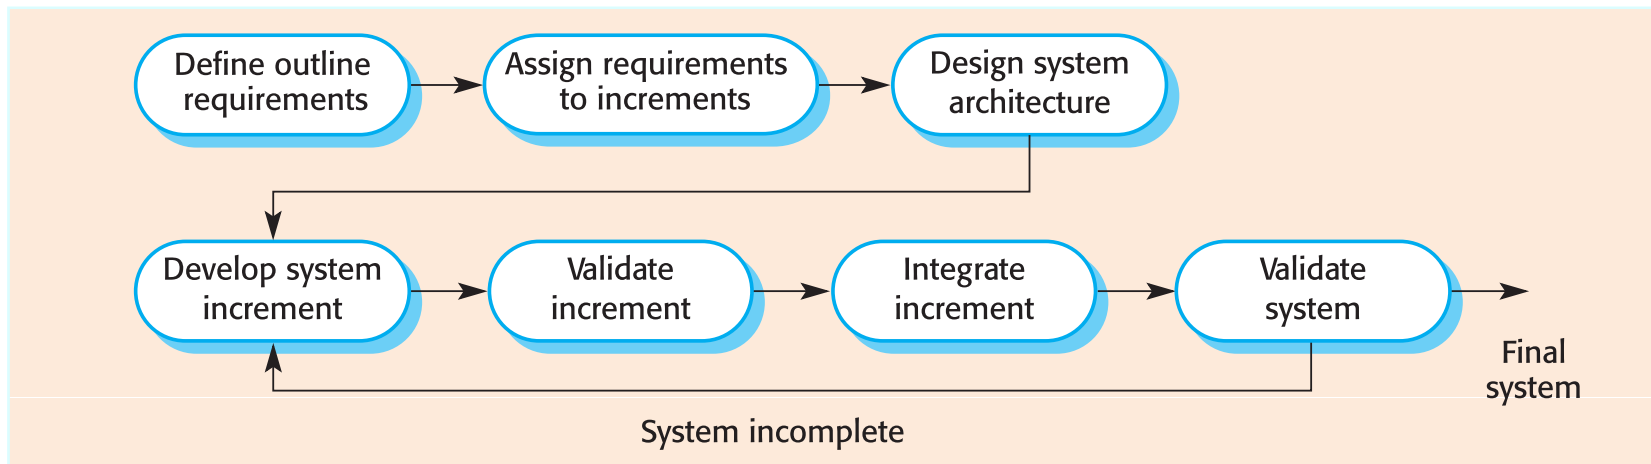 Define outline
requirements
Assign requirements
to increments
Design system
architecture
Develop system
increment
Validate
increment
Integrate
increment
Validate
system
Final
system
System incomplete